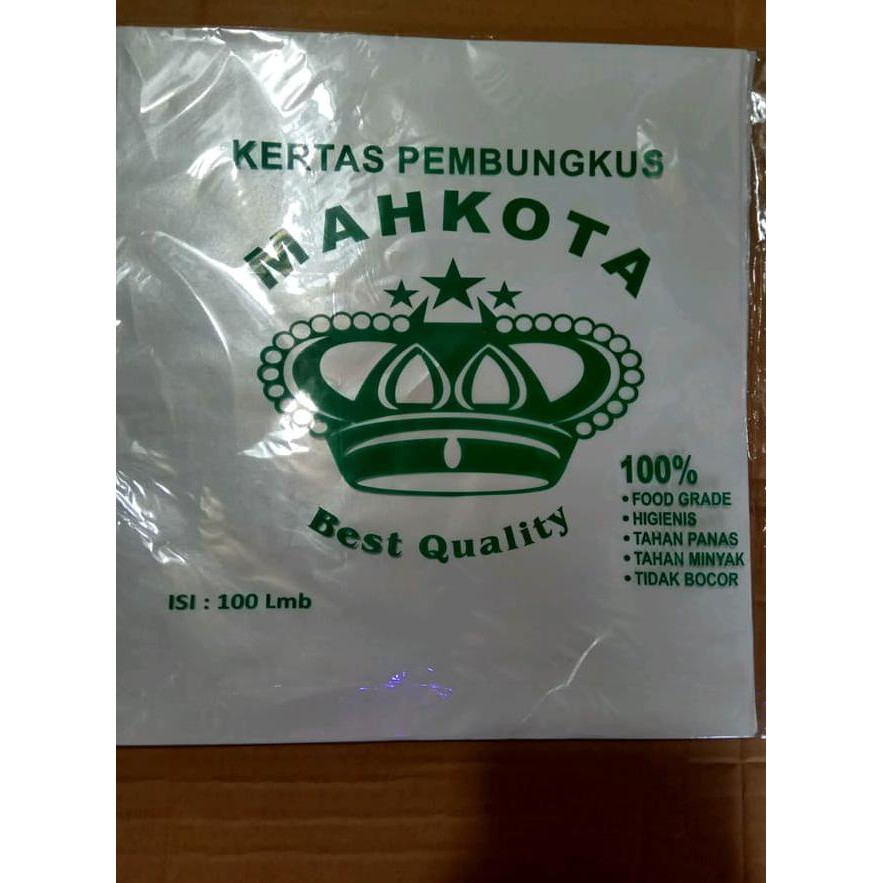 KERTAS PEMBUNGKUS
MAHKOTA
Best Quality
100%
• FOOD GRADE
• HIGIENIS
• TAHAN PANAS
• TAHAN MINYAK
• TIDAK BOCOR
ISI : 100 Lmb